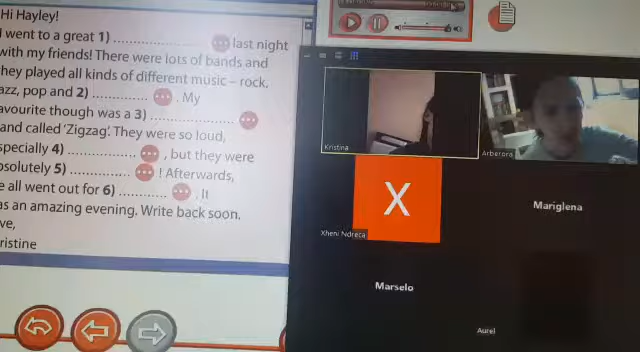 Hi Hayley!
I went to a great 1) .................... last night
with my friends! There were lots of bands and
they played all kinds of different music – rock,
jazz, pop and 2) ............. . My
favourite though was a 3) ....................
band called 'Zigzag'. They were so loud,
especially 4) ................ , but they were
absolutely 5) .................. ! Afterwards,
we all went out for 6) ............ . It
was an amazing evening. Write back soon.
ve,
ristine
Kristina
Arberora
X
Xheni Ndreca
Mariglena
Marselo
Aurel